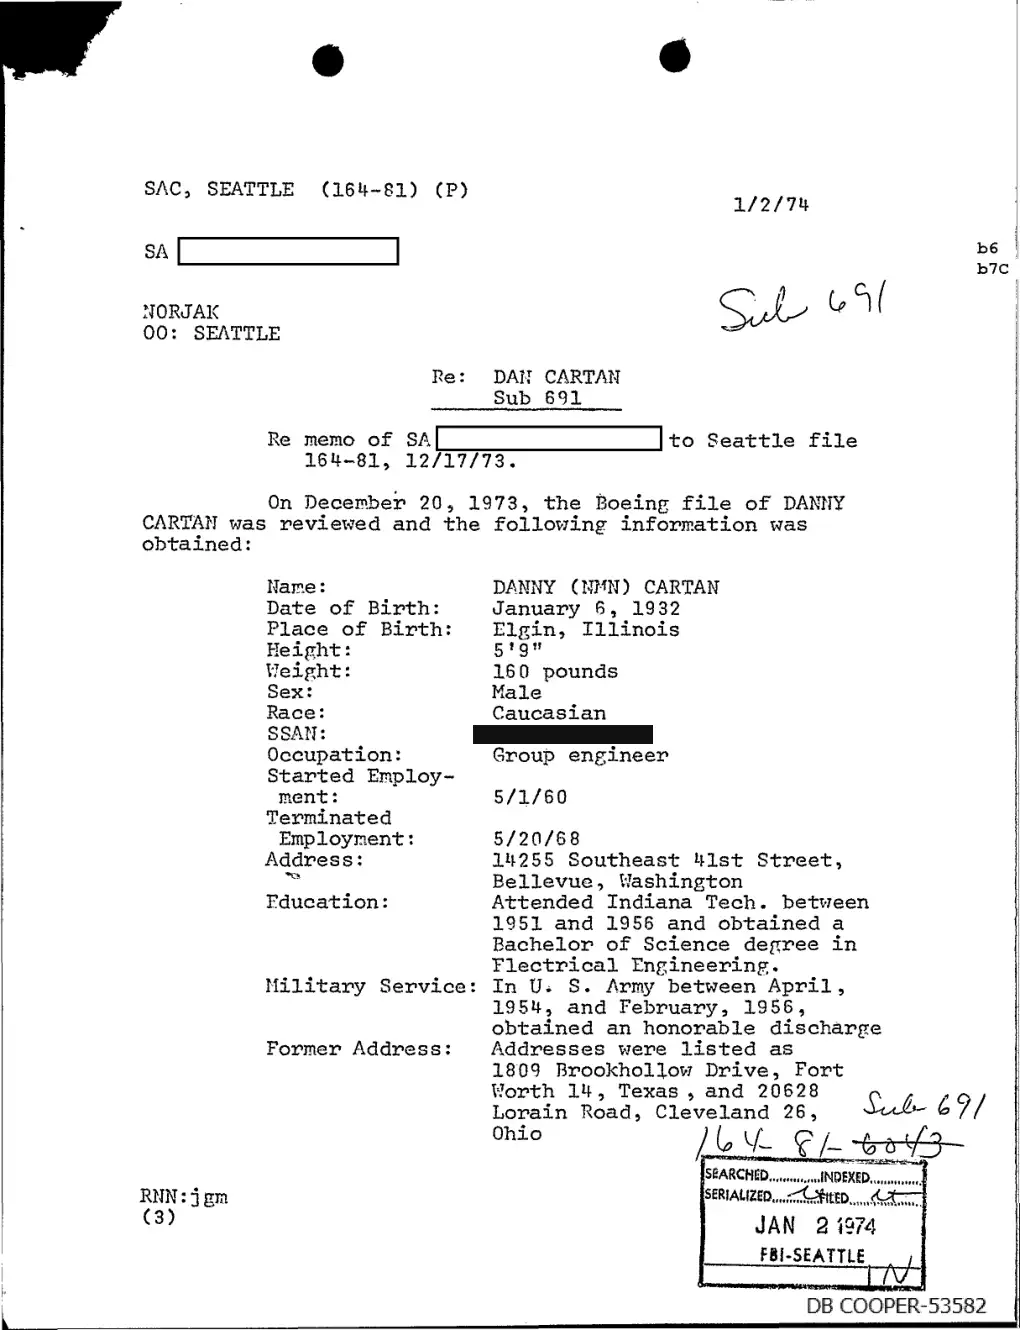 SAC, SEATTLE (164-81) (P)
1/2/74
SA
b6
b7C
NORJAK
OO: SEATTLE
Sub 691
Re: DAN CARTAN
Sub 691
Re memo of SA to Seattle file
164-81, 12/17/73.
On December 20, 1973, the Boeing file of DANNY
CARTAN was reviewed and the following information was
obtained:
Name: DANNY (NMN) CARTAN
Date of Birth: January 6, 1932
Place of Birth: Elgin, Illinois
Height: 5'9"
Weight: 160 pounds
Sex: Male
Race: Caucasian
SSAN:
Occupation: Group engineer
Started Employ-
ment: 5/1/60
Terminated
Employment: 5/20/68
Address: 14255 Southeast 41st Street,
Bellevue, Washington
Education: Attended Indiana Tech. between
1951 and 1956 and obtained a
Bachelor of Science degree in
Electrical Engineering.
Military Service: In U. S. Army between April,
1954, and February, 1956,
obtained an honorable discharge
Former Address: Addresses were listed as
1809 Brookhollow Drive, Fort
Worth 14, Texas , and 20628
Lorain Road, Cleveland 26,
Ohio
Sub 691
164-81-6043
SEARCHED INDEXED
SERIALIZED FILED
JAN 2 1974
FBI-SEATTLE
RNN:jgm
(3)
DB COOPER-53582